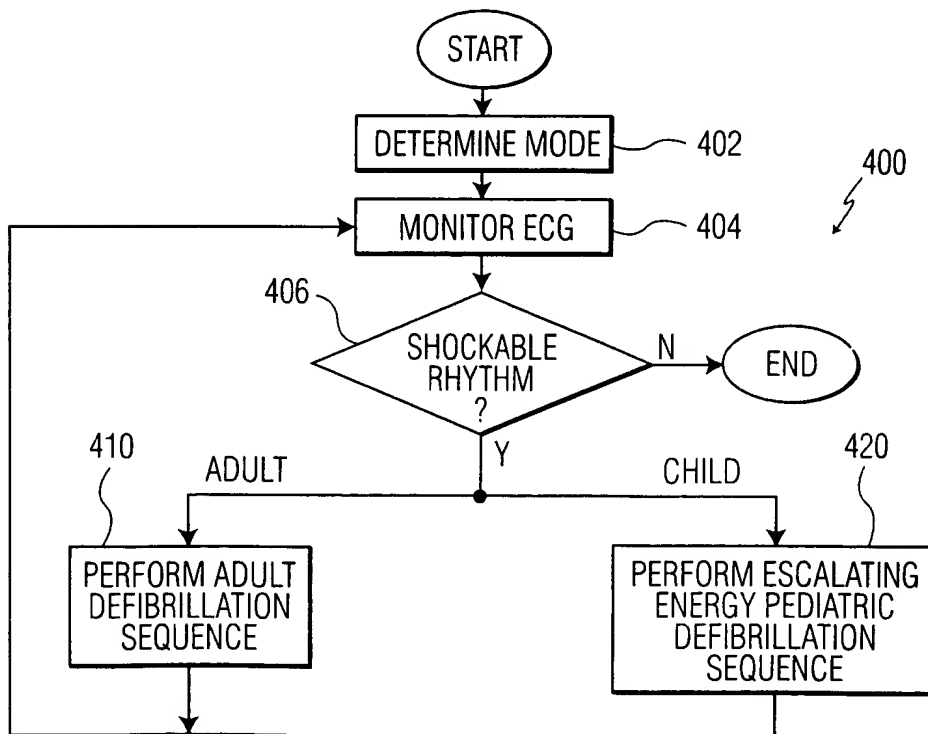 START
DETERMINE MODE
402
400
MONITOR ECG
404
406
SHOCKABLE
RHYTHM
?
N
END
Y
410
ADULT
CHILD
420
PERFORM ADULT
DEFIBRILLATION
SEQUENCE
PERFORM ESCALATING
ENERGY PEDIATRIC
DEFIBRILLATION
SEQUENCE